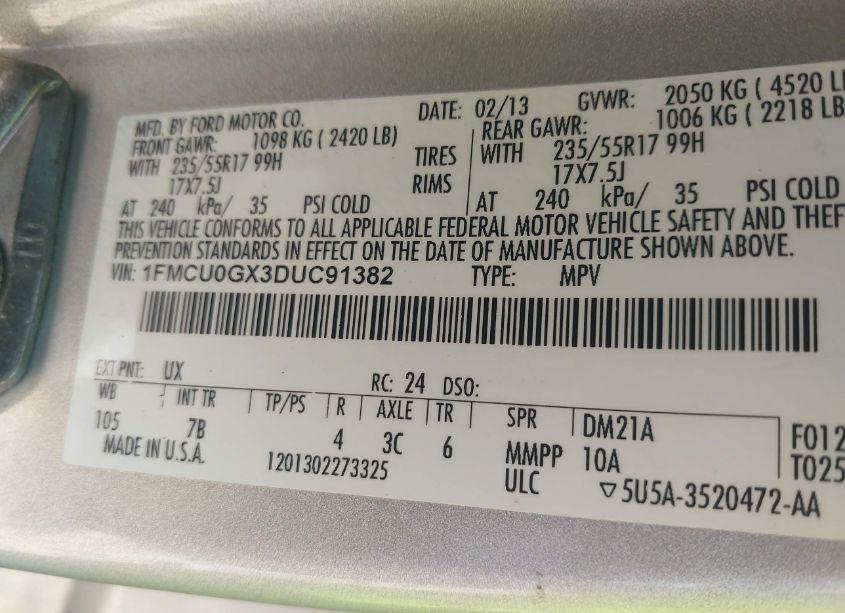 MFD. BY FORD MOTOR CO. DATE: 02/13 GVWR: 2050 KG ( 4520 L
FRONT GAWR: 1098 KG ( 2420 LB) REAR GAWR: 1006 KG ( 2218 LB
WITH 235/55R17 99H TIRES WITH 235/55R17 99H
17X7.5J RIMS 17X7.5J
AT 240 kPa/ 35 PSI COLD AT 240 kPa/ 35 PSI COLD
THIS VEHICLE CONFORMS TO ALL APPLICABLE FEDERAL MOTOR VEHICLE SAFETY AND THEF
PREVENTION STANDARDS IN EFFECT ON THE DATE OF MANUFACTURE SHOWN ABOVE.
VIN: 1FMCU0GX3DUC91382 TYPE: MPV
EXT PNT: UX RC: 24 DSO:
WB INT TR TP/PS R AXLE TR SPR DM21A F012
105 7B 4 3C 6 MMPP 10A T025
MADE IN U.S.A. 1201302273325 ULC ▽5U5A-3520472-AA